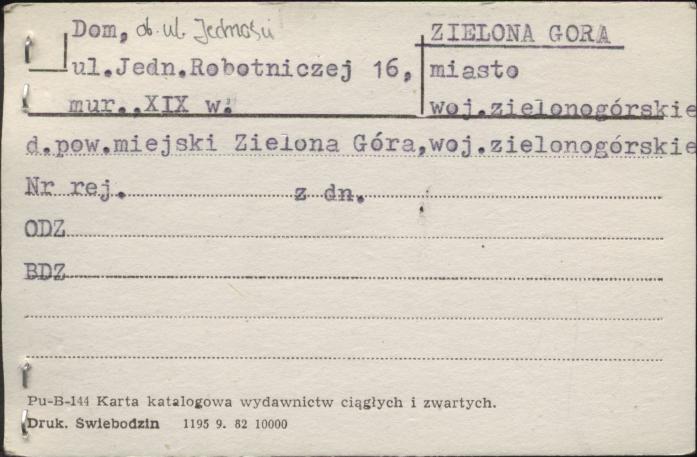 Dom, ob. ul. Jedności
ul.Jedn.Robotniczej 16,
mur.,XIX w.
ZIELONA GORA
miasto
woj.zielonogórskie
d.pow.miejski Zielona Góra,woj.zielonogórskie
Nr rej. z dn.
ODZ
BDZ
Pu-B-144 Karta katalogowa wydawnictw ciągłych i zwartych.
Druk. Świebodzin 1195 9. 82 10000